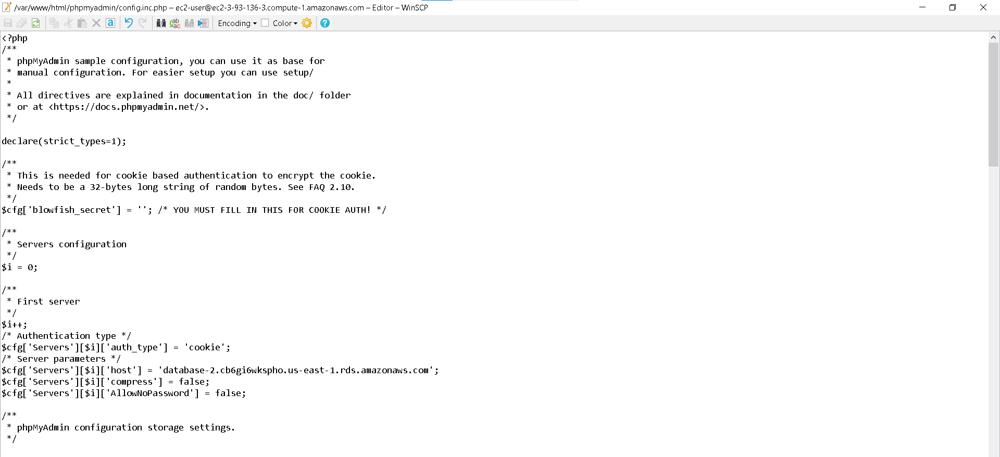 /var/www/html/phpmyadmin/config.inc.php – ec2-user@ec2-3-93-136-3.compute-1.amazonaws.com – Editor – WinSCP
Encoding Color
<?php
/**
 * phpMyAdmin sample configuration, you can use it as base for
 * manual configuration. For easier setup you can use setup/
 *
 * All directives are explained in documentation in the doc/ folder
 * or at <https://docs.phpmyadmin.net/>.
 */
declare(strict_types=1);
/**
 * This is needed for cookie based authentication to encrypt the cookie.
 * Needs to be a 32-bytes long string of random bytes. See FAQ 2.10.
 */
$cfg['blowfish_secret'] = ''; /* YOU MUST FILL IN THIS FOR COOKIE AUTH! */
/**
 * Servers configuration
 */
$i = 0;
/**
 * First server
 */
$i++;
/* Authentication type */
$cfg['Servers'][$i]['auth_type'] = 'cookie';
/* Server parameters */
$cfg['Servers'][$i]['host'] = 'database-2.cb6gi6wkspho.us-east-1.rds.amazonaws.com';
$cfg['Servers'][$i]['compress'] = false;
$cfg['Servers'][$i]['AllowNoPassword'] = false;
/**
 * phpMyAdmin configuration storage settings.
 */